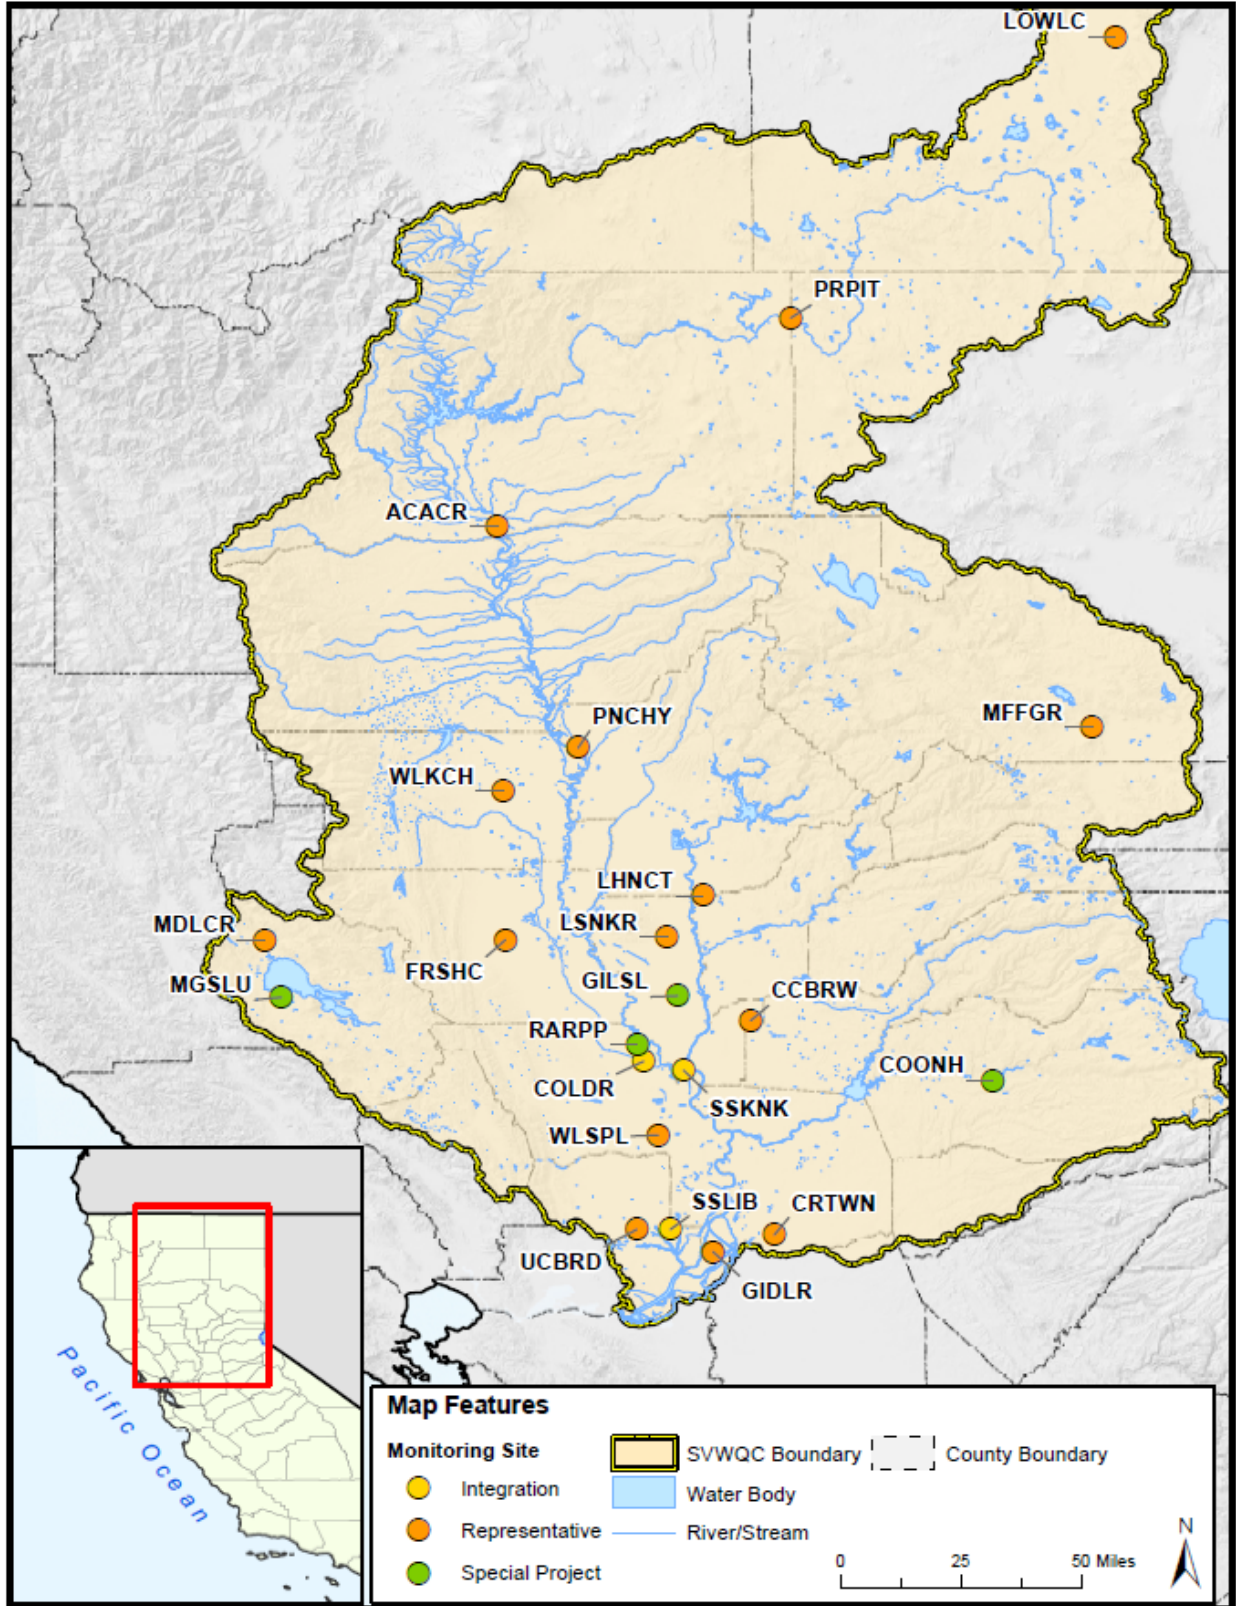 LOWLC
PRPIT
ACACR
PNCHY
MFFGR
WLKCH
LHNCT
LSNKR
MDLCR
FRSHC
MGSLU
GILSL
CCBRW
RARPP
COLDR
COONH
SSKNK
WLSPL
SSLIB
CRTWN
UCBRD
GIDLR
Pacific Ocean
Map Features
Monitoring Site
Integration
Representative
Special Project
SVWQC Boundary
Water Body
River/Stream
County Boundary
0 25 50 Miles
N